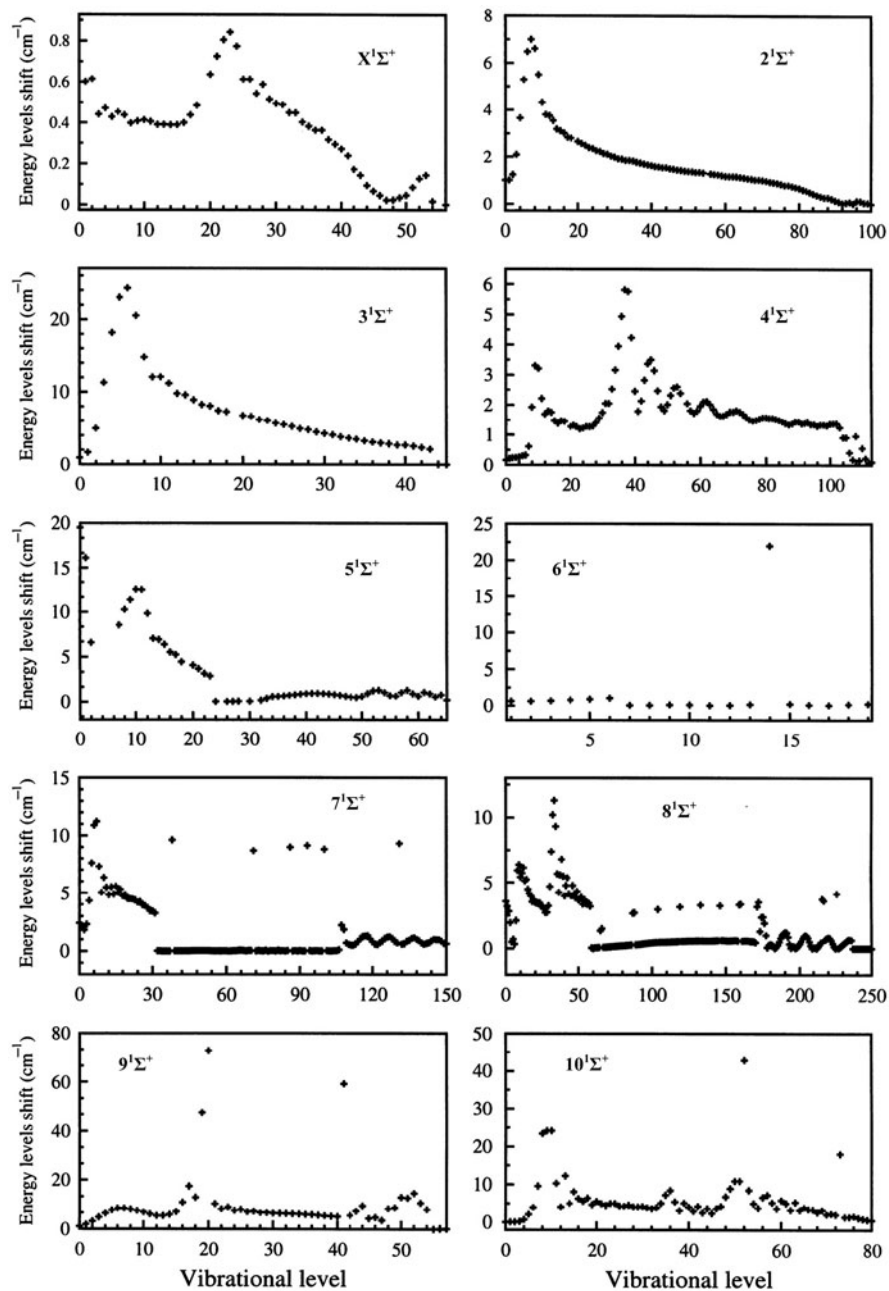 Energy levels shift (cm⁻¹)
0.8
0.6
0.4
0.2
0
X¹Σ⁺
0 10 20 30 40 50
8
6
4
2
0
2¹Σ⁺
0 20 40 60 80 100
Energy levels shift (cm⁻¹)
20
10
0
3¹Σ⁺
0 10 20 30 40
6
5
4
3
2
1
0
4¹Σ⁺
0 20 40 60 80 100
Energy levels shift (cm⁻¹)
20
15
10
5
0
5¹Σ⁺
0 10 20 30 40 50 60
25
20
15
10
5
0
6¹Σ⁺
5 10 15
Energy levels shift (cm⁻¹)
15
10
5
0
7¹Σ⁺
0 30 60 90 120 150
10
5
0
8¹Σ⁺
0 50 100 150 200 250
Energy levels shift (cm⁻¹)
80
60
40
20
0
9¹Σ⁺
0 10 20 30 40 50
Vibrational level
50
40
30
20
10
0
10¹Σ⁺
0 20 40 60 80
Vibrational level